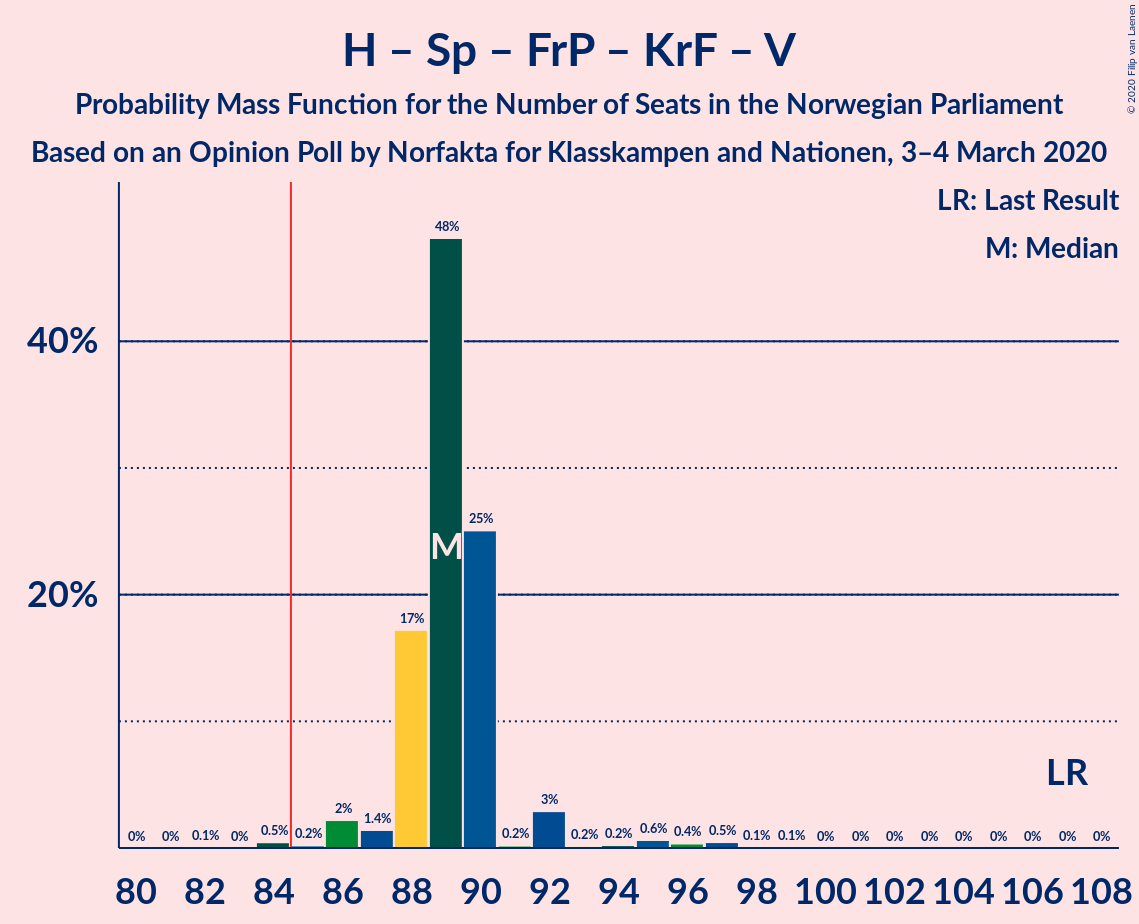 H – Sp – FrP – KrF – V
Probability Mass Function for the Number of Seats in the Norwegian Parliament
Based on an Opinion Poll by Norfakta for Klasskampen and Nationen, 3–4 March 2020
© 2020 Filip van Laenen
LR: Last Result
M: Median
48%
40%
25%
M
20%
17%
LR
0% 0% 0.1% 0% 0.5% 0.2% 2% 1.4% 0.2% 3% 0.2% 0.2% 0.6% 0.4% 0.5% 0.1% 0.1% 0% 0% 0% 0% 0% 0% 0% 0% 0%
80 82 84 86 88 90 92 94 96 98 100 102 104 106 108